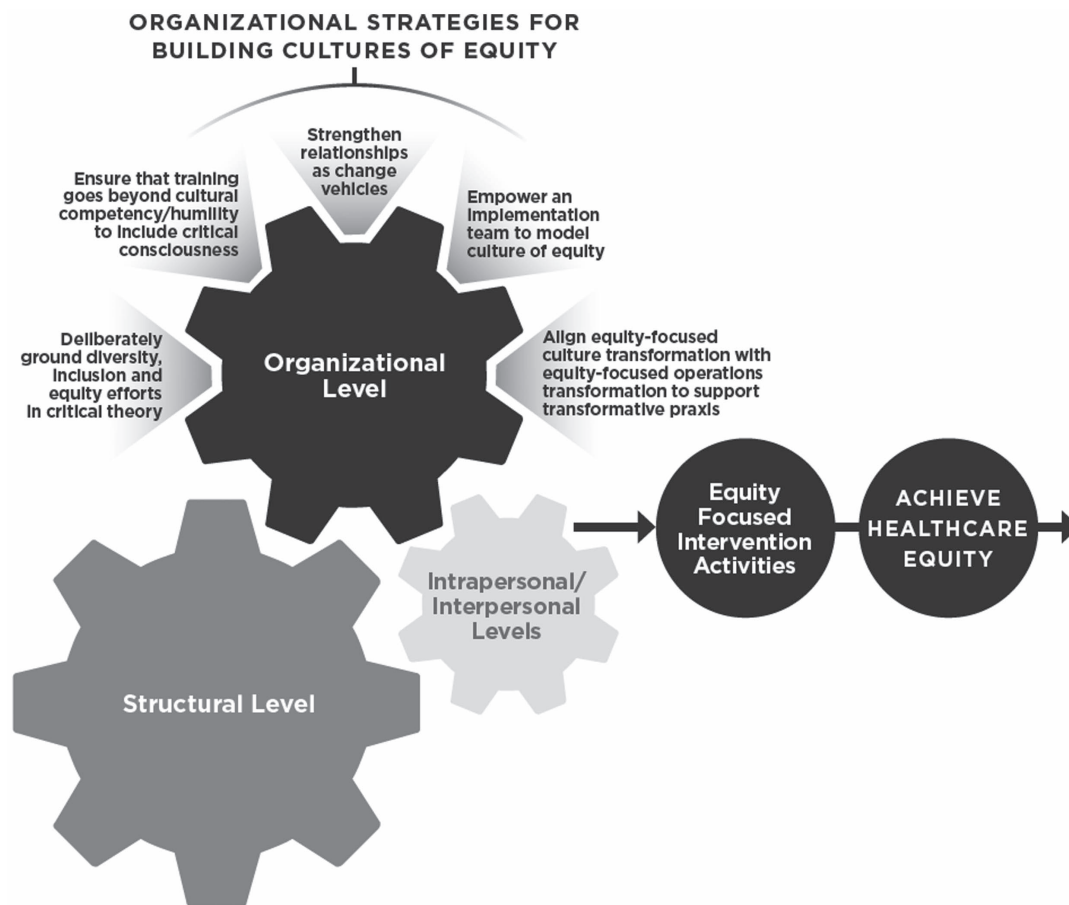 ORGANIZATIONAL STRATEGIES FOR
BUILDING CULTURES OF EQUITY
Strengthen
relationships
as change
vehicles
Ensure that training
goes beyond cultural
competency/humility
to include critical
consciousness
Empower an
implementation
team to model
culture of equity
Deliberately
ground diversity,
inclusion and
equity efforts
in critical theory
Organizational
Level
Align equity-focused
culture transformation with
equity-focused operations
transformation to support
transformative praxis
Equity
Focused
Intervention
Activities
ACHIEVE
HEALTHCARE
EQUITY
Intrapersonal/
Interpersonal
Levels
Structural Level